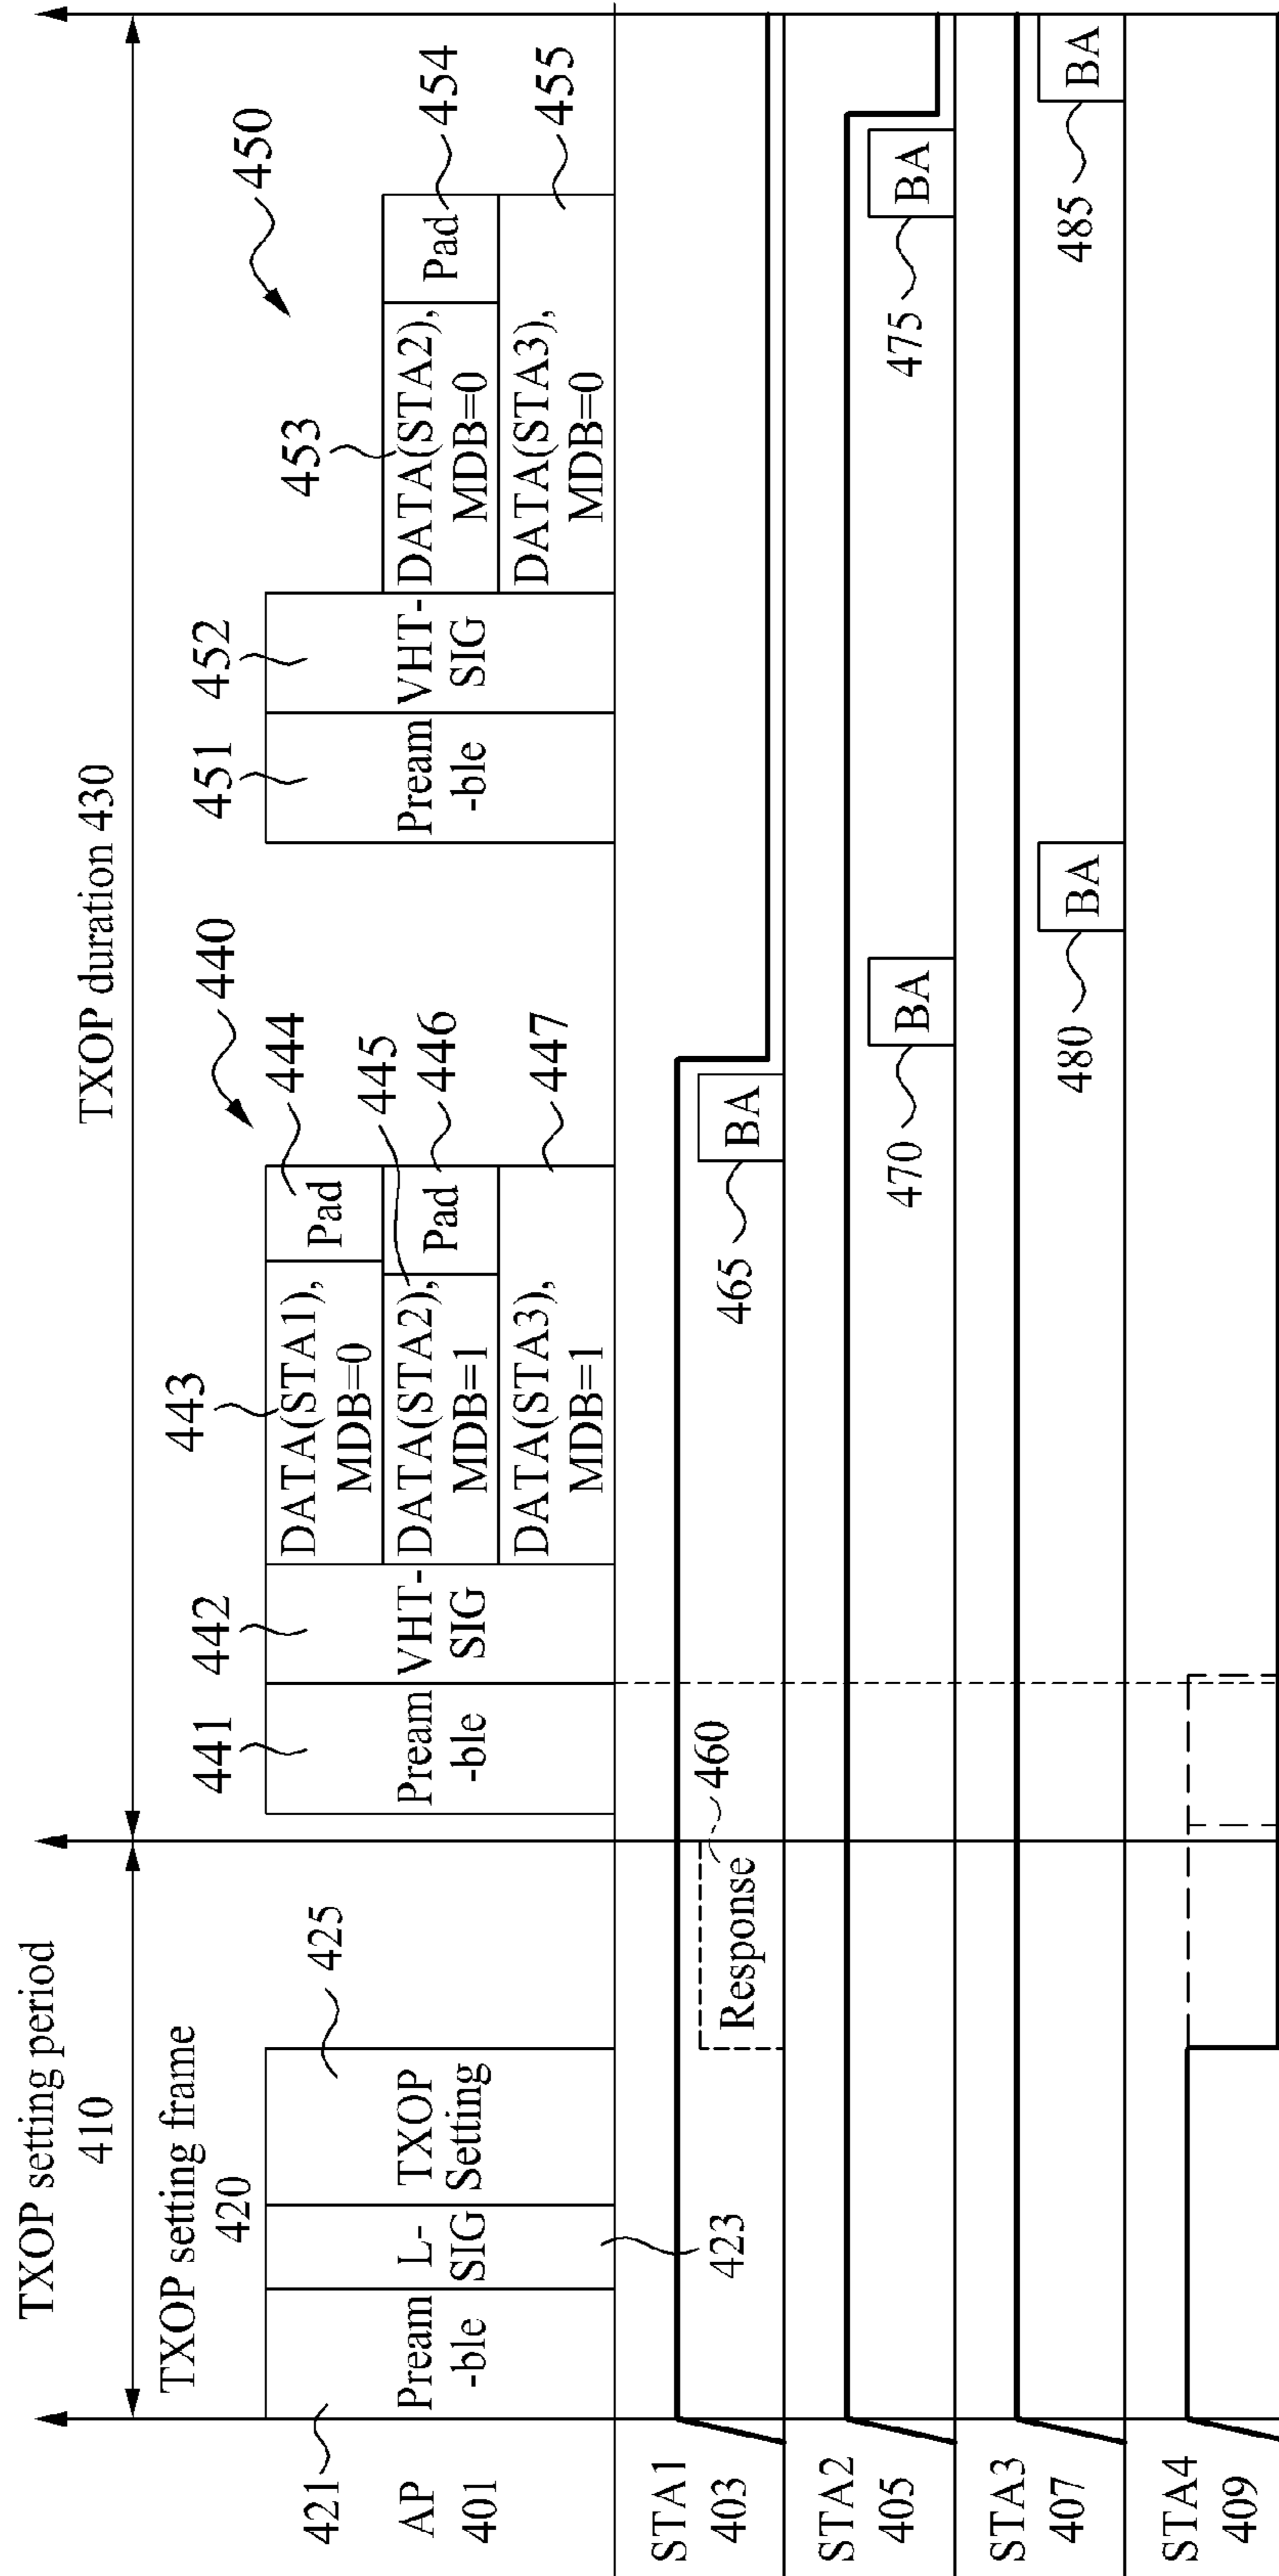 TXOP setting period
410
TXOP duration 430
TXOP setting frame
420
421
Pream
-ble
L-
SIG
423
TXOP
Setting
425
440
441
Pream
-ble
442
VHT-
SIG
443
DATA(STA1),
MDB=0
Pad
444
DATA(STA2),
MDB=1
445
Pad
446
DATA(STA3),
MDB=1
447
450
451
Pream
-ble
452
VHT-
SIG
453
DATA(STA2),
MDB=0
Pad
454
DATA(STA3),
MDB=0
455
AP
401
STA1
403
Response
460
465
BA
STA2
405
470
BA
475
BA
STA3
407
480
BA
485
BA
STA4
409